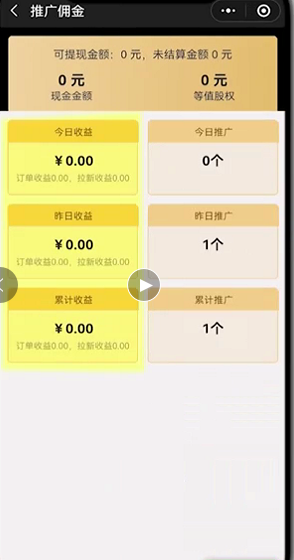 推广佣金
可提现金额：0 元，未结算金额 0 元
0 元
现金金额
0 元
等值股权
今日收益
¥ 0.00
订单收益0.00，拉新收益0.00
今日推广
0个
昨日收益
¥ 0.00
订单收益0.00，拉新收益0.00
昨日推广
1个
累计收益
¥ 0.00
订单收益0.00，拉新收益0.00
累计推广
1个